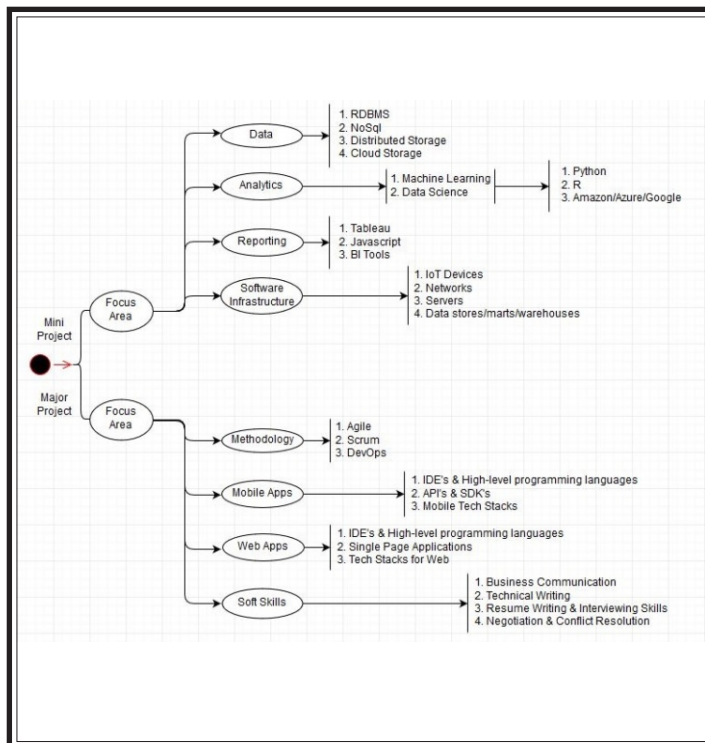 Mini
Project
Major
Project
Focus
Area
Data
1. RDBMS
2. NoSql
3. Distributed Storage
4. Cloud Storage
Analytics
1. Machine Learning
2. Data Science
1. Python
2. R
3. Amazon/Azure/Google
Reporting
1. Tableau
2. Javascript
3. BI Tools
Software
Infrastructure
1. IoT Devices
2. Networks
3. Servers
4. Data stores/marts/warehouses
Focus
Area
Methodology
1. Agile
2. Scrum
3. DevOps
Mobile Apps
1. IDE's & High-level programming languages
2. API's & SDK's
3. Mobile Tech Stacks
Web Apps
1. IDE's & High-level programming languages
2. Single Page Applications
3. Tech Stacks for Web
Soft Skills
1. Business Communication
2. Technical Writing
3. Resume Writing & Interviewing Skills
4. Negotiation & Conflict Resolution